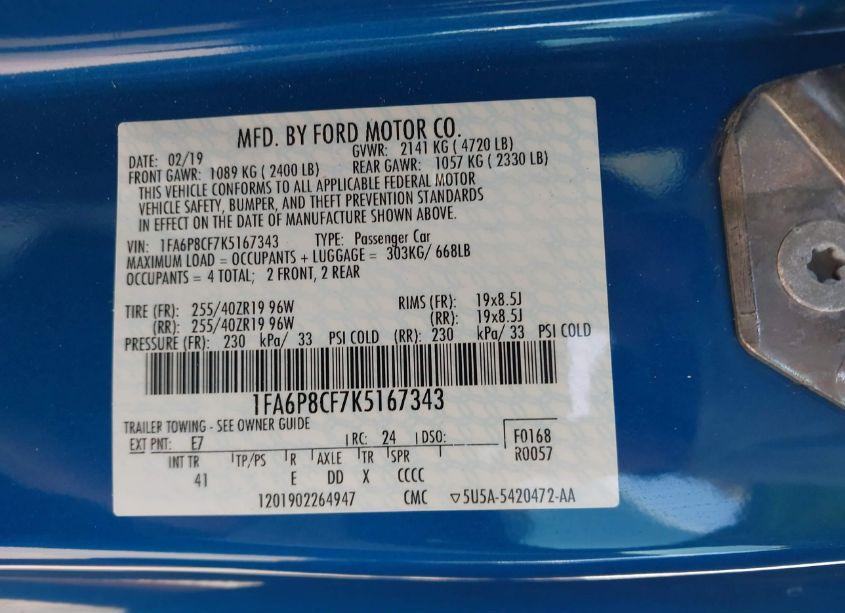 MFD. BY FORD MOTOR CO.
DATE: 02/19 GVWR: 2141 KG ( 4720 LB)
FRONT GAWR: 1089 KG ( 2400 LB) REAR GAWR: 1057 KG ( 2330 LB)
THIS VEHICLE CONFORMS TO ALL APPLICABLE FEDERAL MOTOR
VEHICLE SAFETY, BUMPER, AND THEFT PREVENTION STANDARDS
IN EFFECT ON THE DATE OF MANUFACTURE SHOWN ABOVE.
VIN: 1FA6P8CF7K5167343 TYPE: Passenger Car
MAXIMUM LOAD = OCCUPANTS + LUGGAGE = 303KG/ 668LB
OCCUPANTS = 4 TOTAL; 2 FRONT, 2 REAR
TIRE (FR): 255/40ZR19 96W RIMS (FR): 19x8.5J
(RR): 255/40ZR19 96W (RR): 19x8.5J
PRESSURE (FR): 230 kPa/ 33 PSI COLD (RR): 230 kPa/ 33 PSI COLD
1FA6P8CF7K5167343
TRAILER TOWING - SEE OWNER GUIDE
EXT PNT: E7 RC: 24 DSO: F0168
R0057
INT TR TP/PS R AXLE TR SPR
41 E DD X CCCC
1201902264947 CMC ▽5U5A-5420472-AA